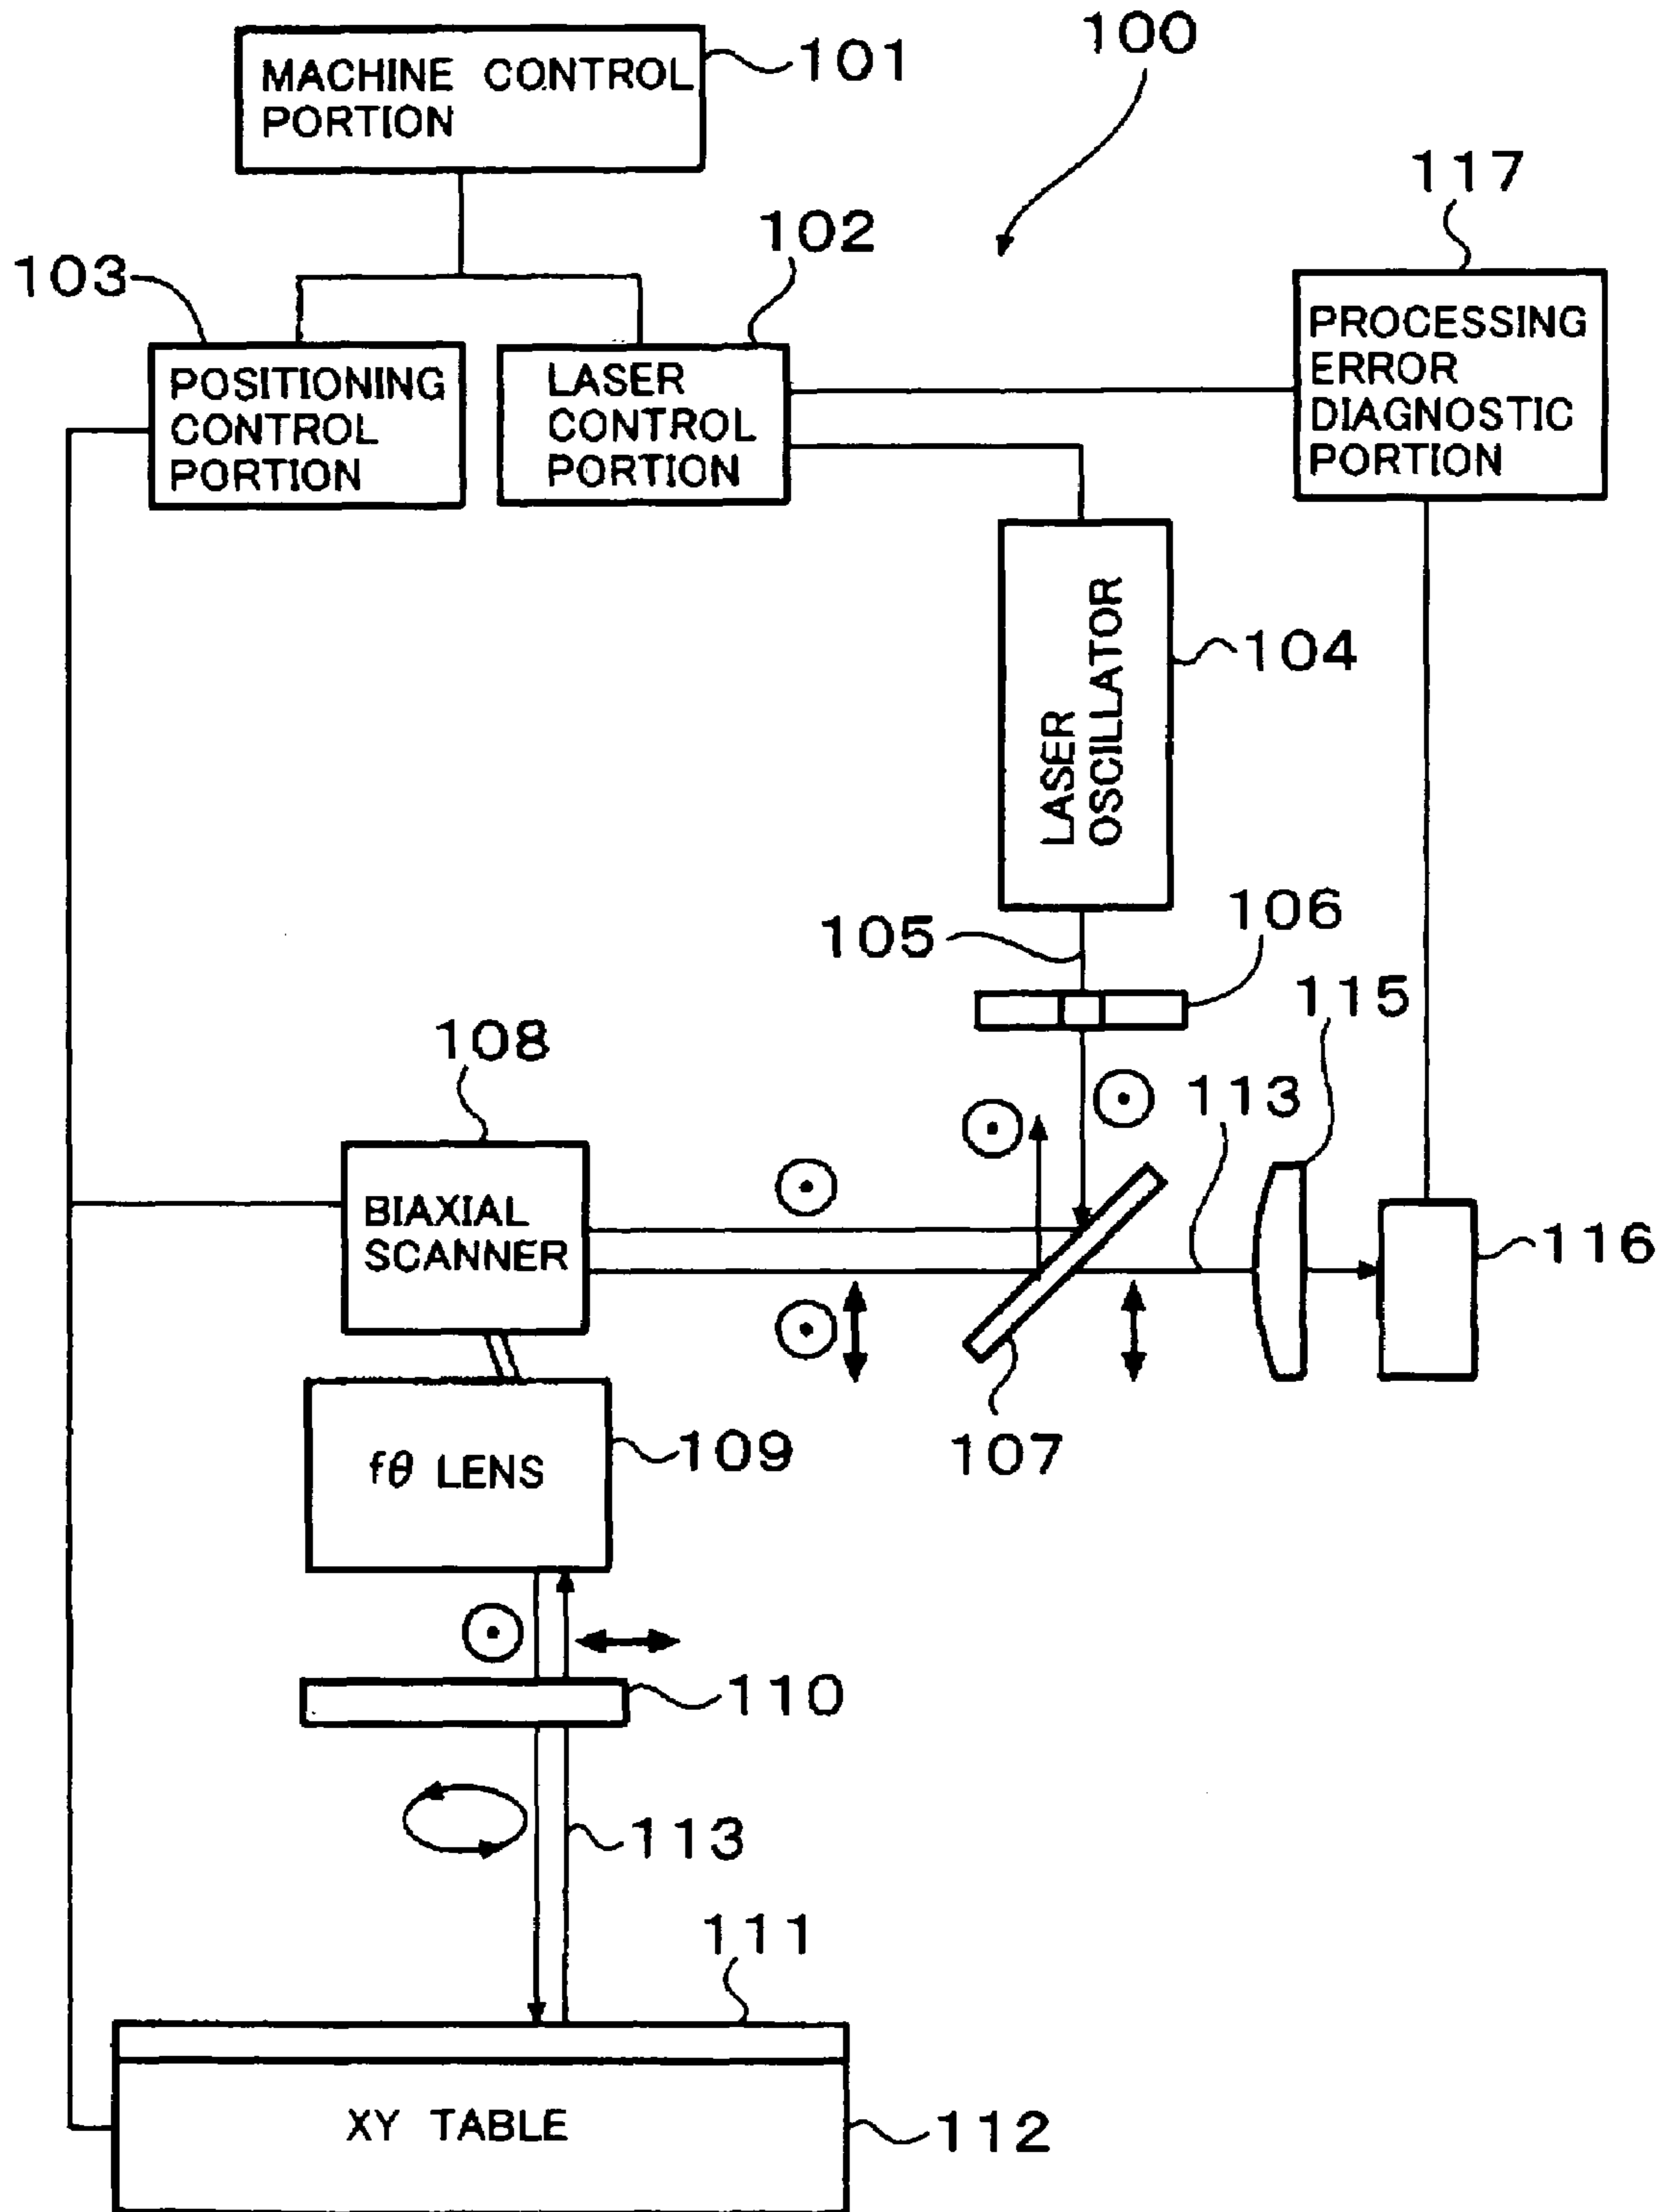 100
MACHINE CONTROL
PORTION
101
117
102
103
POSITIONING
CONTROL
PORTION
LASER
CONTROL
PORTION
PROCESSING
ERROR
DIAGNOSTIC
PORTION
LASER
OSCILLATOR
104
105
106
115
108
113
BIAXIAL
SCANNER
116
107
fθ LENS
109
110
113
111
XY TABLE
112